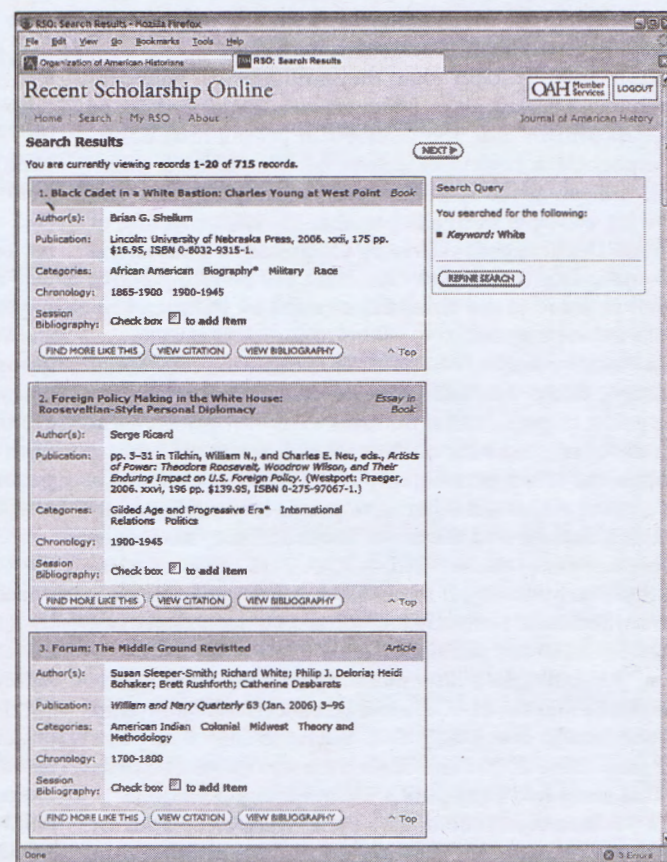 RSO: Search Results - Mozilla Firefox
File Edit View Go Bookmarks Tools Help
Organization of American Historians RSO: Search Results
Recent Scholarship Online
OAH Member Services LOGOUT
Home Search My RSO About Journal of American History
Search Results
NEXT
You are currently viewing records 1-20 of 715 records.
1. Black Cadet in a White Bastion: Charles Young at West Point Book
Author(s): Brian G. Shellum
Publication: Lincoln: University of Nebraska Press, 2006. xxii, 175 pp.
$16.95, ISBN 0-8032-9315-1.
Categories: African American Biography* Military Race
Chronology: 1865-1900 1900-1945
Session
Bibliography: Check box to add item
FIND MORE LIKE THIS VIEW CITATION VIEW BIBLIOGRAPHY ^ Top
Search Query
You searched for the following:
Keyword: White
REFINE SEARCH
2. Foreign Policy Making in the White House: Essay in
Rooseveltian-Style Personal Diplomacy Book
Author(s): Serge Ricard
Publication: pp. 3–31 in Tilchin, William N., and Charles E. Neu, eds., Artists
of Power: Theodore Roosevelt, Woodrow Wilson, and Their
Enduring Impact on U.S. Foreign Policy. (Westport: Praeger,
2006. xxvi, 196 pp. $139.95, ISBN 0-275-97067-1.)
Categories: Gilded Age and Progressive Era* International
Relations Politics
Chronology: 1900-1945
Session
Bibliography: Check box to add item
FIND MORE LIKE THIS VIEW CITATION VIEW BIBLIOGRAPHY ^ Top
3. Forum: The Middle Ground Revisited Article
Author(s): Susan Sleeper-Smith; Richard White; Philip J. Deloria; Heidi
Bohaker; Brett Rushforth; Catherine Desbarats
Publication: William and Mary Quarterly 63 (Jan. 2006) 3–96
Categories: American Indian Colonial Midwest Theory and
Methodology
Chronology: 1700-1800
Session
Bibliography: Check box to add item
FIND MORE LIKE THIS VIEW CITATION VIEW BIBLIOGRAPHY ^ Top
Done 3 Errors